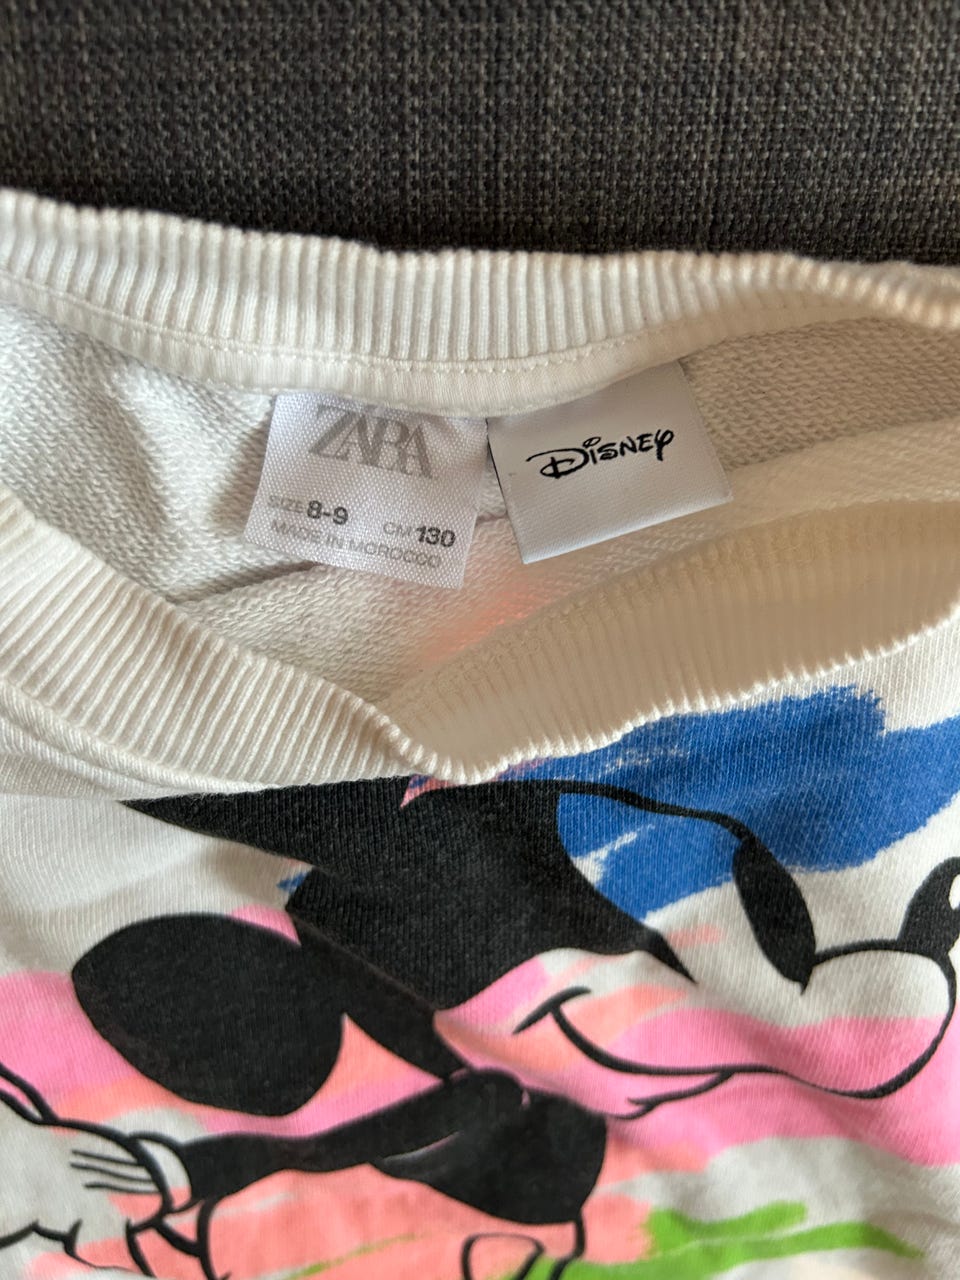 ZARA
SIZE 8-9 CM 130
MADE IN MOROCCO
Disney